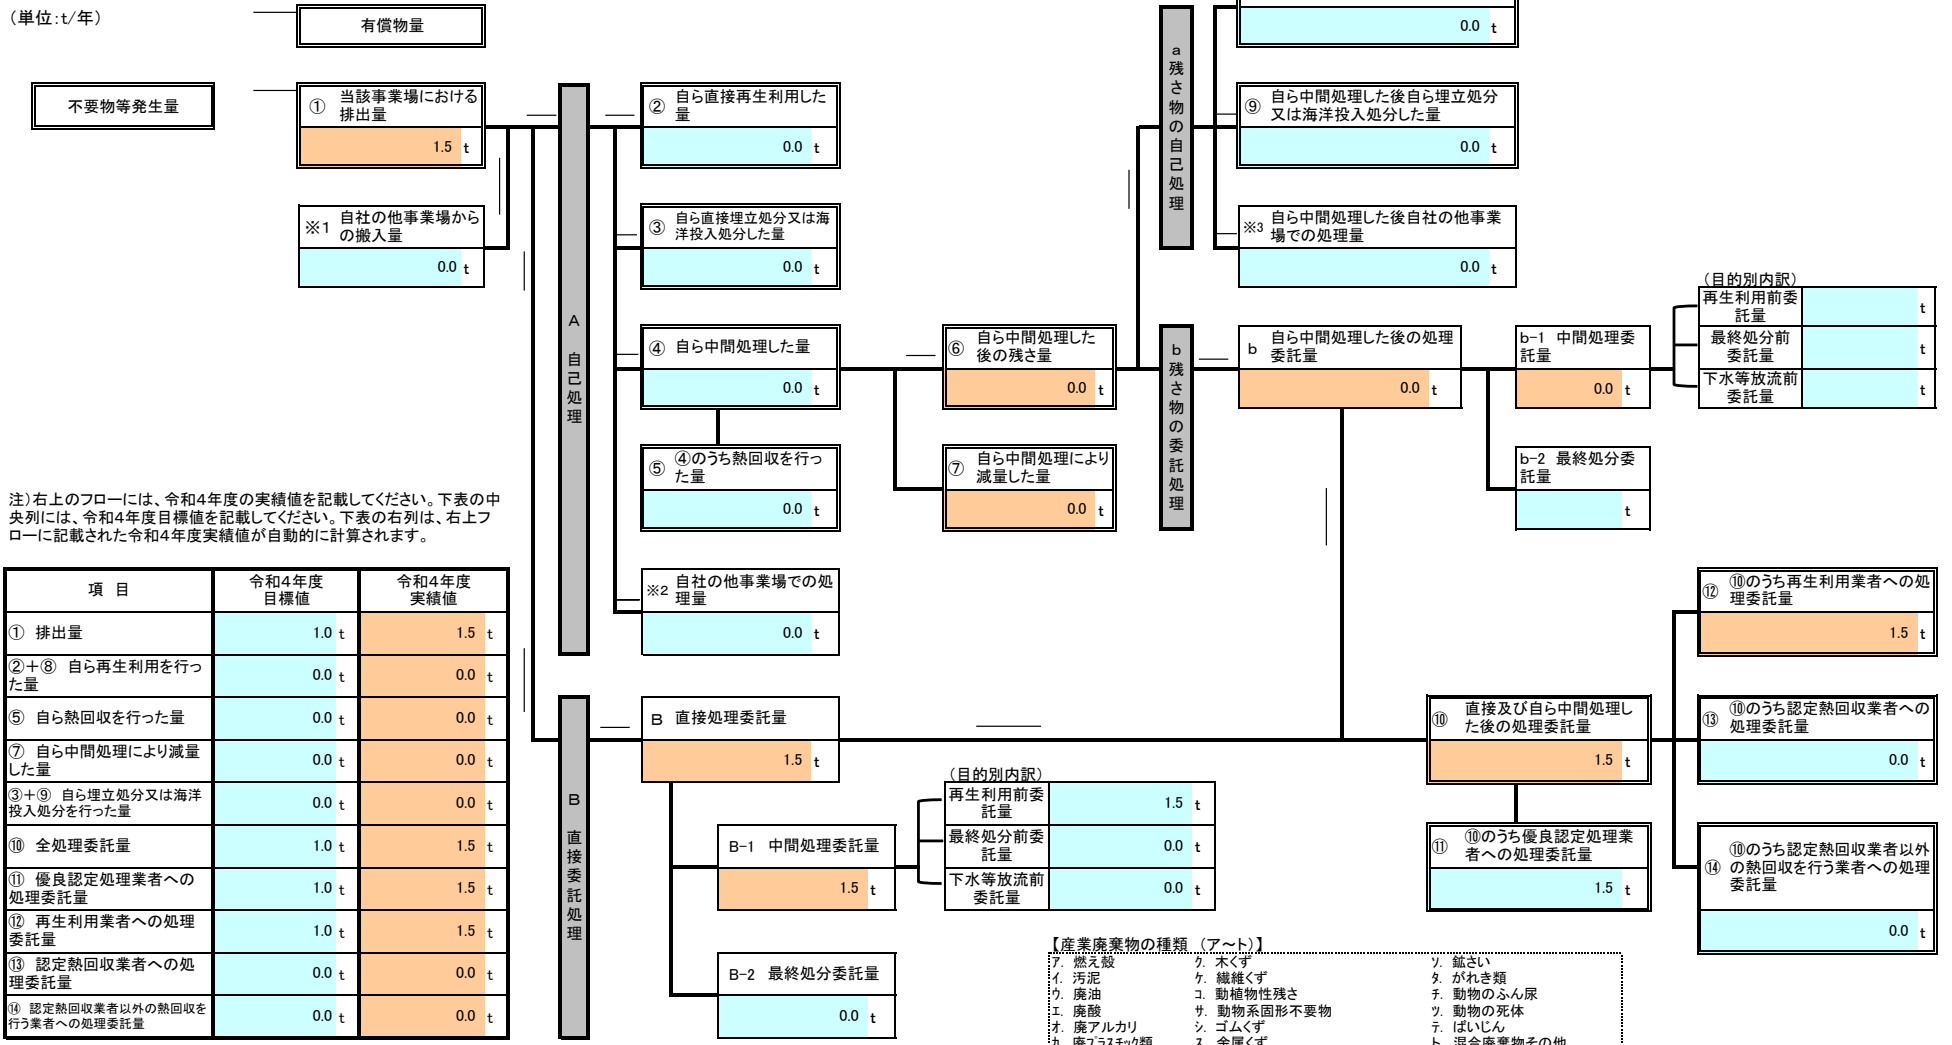 （単位:t/年）
有償物量
0.0 t
不要物等発生量
① 当該事業場における
排出量
1.5 t
※1 自社の他事業場から
の搬入量
0.0 t
A 自己処理
② 自ら直接再生利用した
量
0.0 t
③ 自ら直接埋立処分又は海
洋投入処分した量
0.0 t
④ 自ら中間処理した量
0.0 t
⑤ ④のうち熱回収を行っ
た量
0.0 t
※2 自社の他事業場での処
理量
0.0 t
⑥ 自ら中間処理した
後の残さ量
0.0 t
⑦ 自ら中間処理により
減量した量
0.0 t
a 残さ物の自己処理
⑨ 自ら中間処理した後自ら埋立処分
又は海洋投入処分した量
0.0 t
※3 自ら中間処理した後自社の他事業
場での処理量
0.0 t
b 残さ物の委託処理
b 自ら中間処理した後の処理
委託量
0.0 t
b-1 中間処理委
託量
0.0 t
b-2 最終処分委
託量
t
（目的別内訳）
再生利用前委
託量
t
最終処分前
委託量
t
下水等放流前
委託量
t
注）右上のフローには、令和4年度の実績値を記載してください。下表の中
央列には、令和4年度目標値を記載してください。下表の右列は、右上フ
ローに記載された令和4年度実績値が自動的に計算されます。
項 目 令和4年度
目標値 令和4年度
実績値
① 排出量 1.0 t 1.5 t
②＋⑧ 自ら再生利用を行っ
た量 0.0 t 0.0 t
⑤ 自ら熱回収を行った量 0.0 t 0.0 t
⑦ 自ら中間処理により減量
した量 0.0 t 0.0 t
③＋⑨ 自ら埋立処分又は海洋
投入処分を行った量 0.0 t 0.0 t
⑩ 全処理委託量 1.0 t 1.5 t
⑪ 優良認定処理業者への
処理委託量 1.0 t 1.5 t
⑫ 再生利用業者への処理
委託量 1.0 t 1.5 t
⑬ 認定熱回収業者への処
理委託量 0.0 t 0.0 t
⑭ 認定熱回収業者以外の熱回収を
行う業者への処理委託量 0.0 t 0.0 t
B 直接委託処理
B 直接処理委託量
1.5 t
B-1 中間処理委託量
1.5 t
B-2 最終処分委託量
0.0 t
（目的別内訳）
再生利用前委
託量
1.5 t
最終処分前委
託量
0.0 t
下水等放流前
委託量
0.0 t
⑩ 直接及び自ら中間処理し
た後の処理委託量
1.5 t
⑪ ⑩のうち優良認定処理業
者への処理委託量
1.5 t
⑫ ⑩のうち再生利用業者への処
理委託量
1.5 t
⑬ ⑩のうち認定熱回収業者への
処理委託量
0.0 t
⑭ ⑩のうち認定熱回収業者以外
の熱回収を行う業者への処理
委託量
0.0 t
【産業廃棄物の種類 （ア～ト）】
ア. 燃え殻 ク. 木くず ソ. 鉱さい
イ. 汚泥 ケ. 繊維くず タ. がれき類
ウ. 廃油 コ. 動植物性残さ チ. 動物のふん尿
エ. 廃酸 サ. 動物系固形不要物 ツ. 動物の死体
オ. 廃アルカリ シ. ゴムくず テ. ばいじん
カ. 廃プラスチック類 ス. 金属くず ト. 混合廃棄物その他